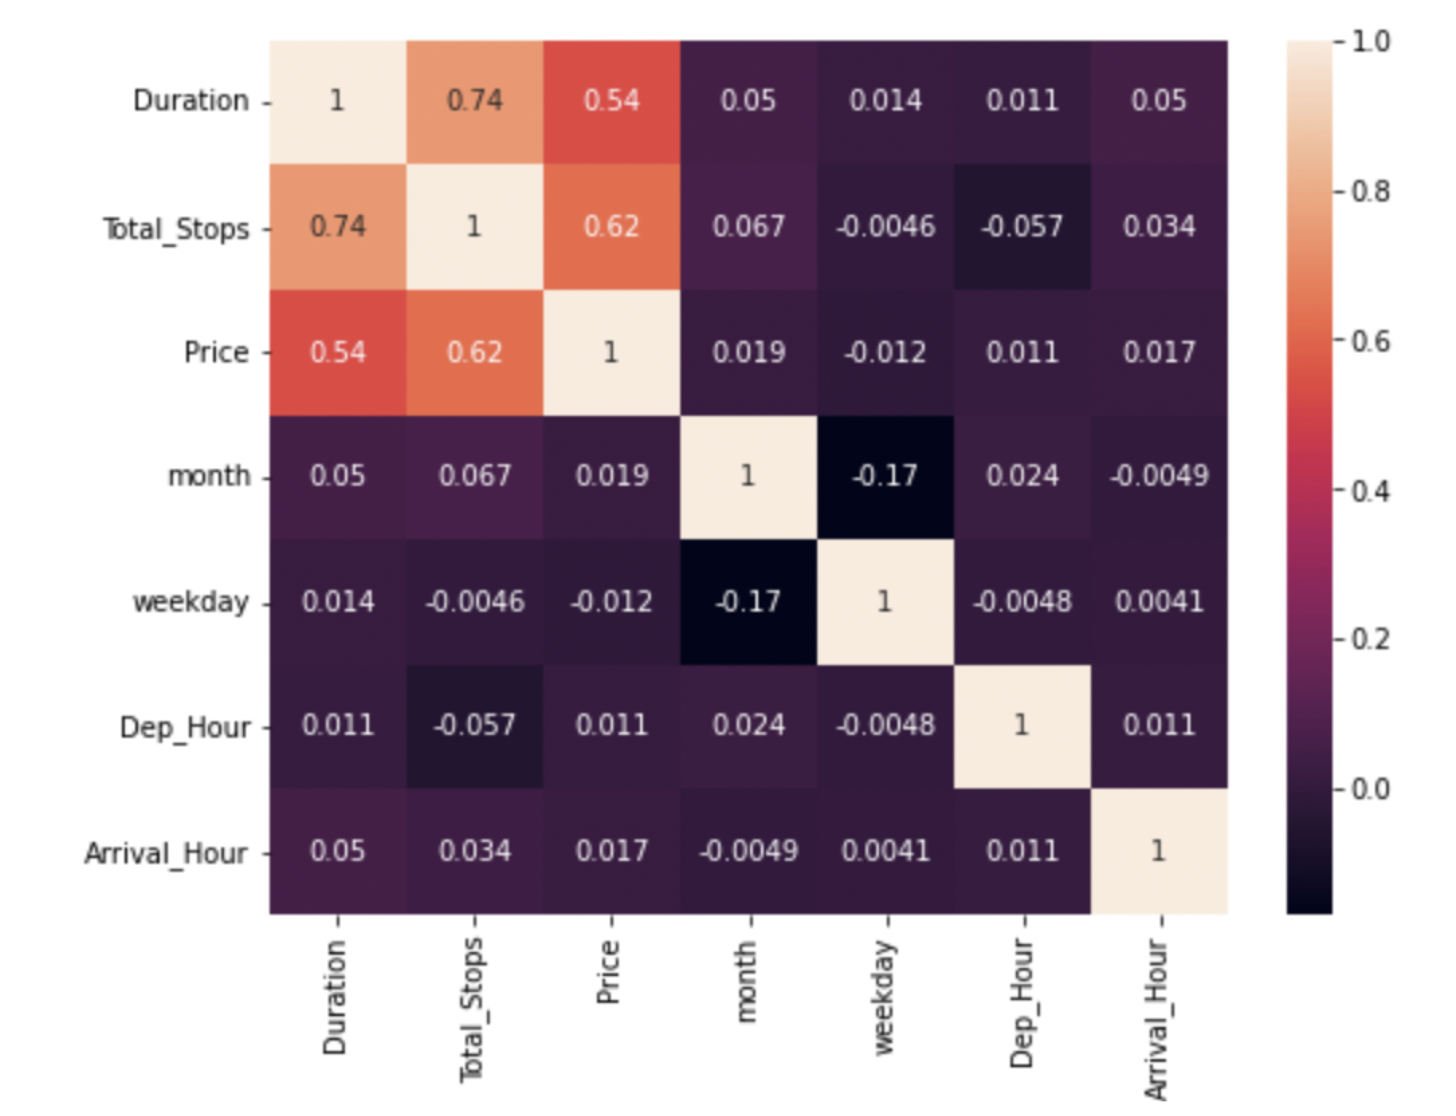 Duration 1 0.74 0.54 0.05 0.014 0.011 0.05
Total_Stops 0.74 1 0.62 0.067 -0.0046 -0.057 0.034
Price 0.54 0.62 1 0.019 -0.012 0.011 0.017
month 0.05 0.067 0.019 1 -0.17 0.024 -0.0049
weekday 0.014 -0.0046 -0.012 -0.17 1 -0.0048 0.0041
Dep_Hour 0.011 -0.057 0.011 0.024 -0.0048 1 0.011
Arrival_Hour 0.05 0.034 0.017 -0.0049 0.0041 0.011 1
Duration
Total_Stops
Price
month
weekday
Dep_Hour
Arrival_Hour
1.0
0.8
0.6
0.4
0.2
0.0